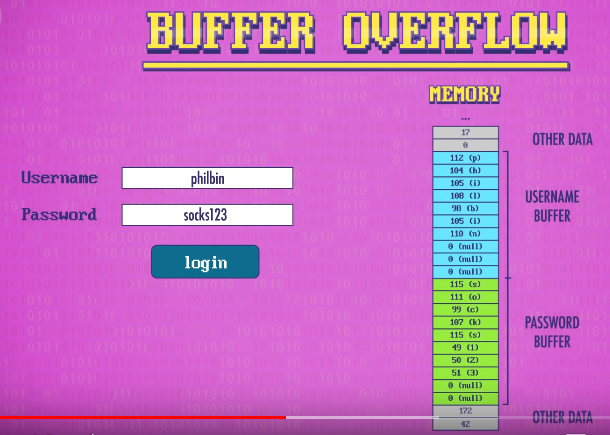 BUFFER OVERFLOW
MEMORY
...
17
0
OTHER DATA
Username
philbin
Password
socks123
login
112 (p)
104 (h)
105 (i)
108 (l)
98 (b)
105 (i)
110 (n)
0 (null)
0 (null)
0 (null)
USERNAME
BUFFER
115 (s)
111 (o)
99 (c)
107 (k)
115 (s)
49 (1)
50 (2)
51 (3)
0 (null)
0 (null)
PASSWORD
BUFFER
172
42
OTHER DATA